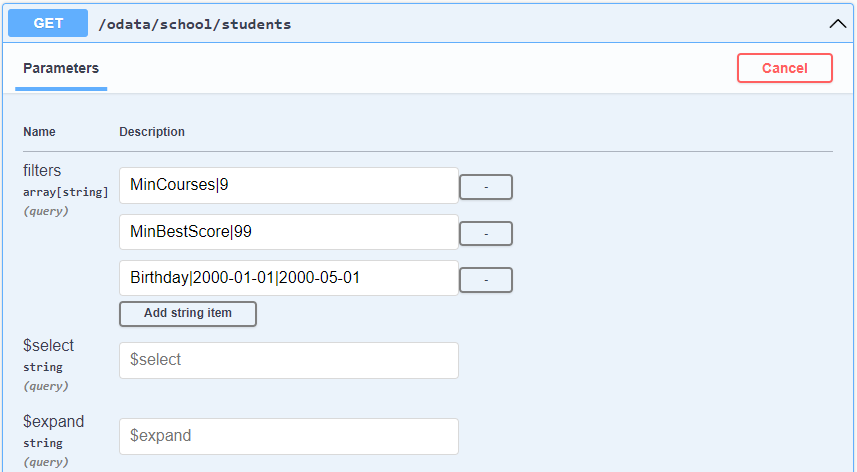 GET /odata/school/students
Parameters
Cancel
Name Description
filters
array[string]
(query)
MinCourses|9 -
MinBestScore|99 -
Birthday|2000-01-01|2000-05-01 -
Add string item
$select
string
(query)
$select
$expand
string
(query)
$expand